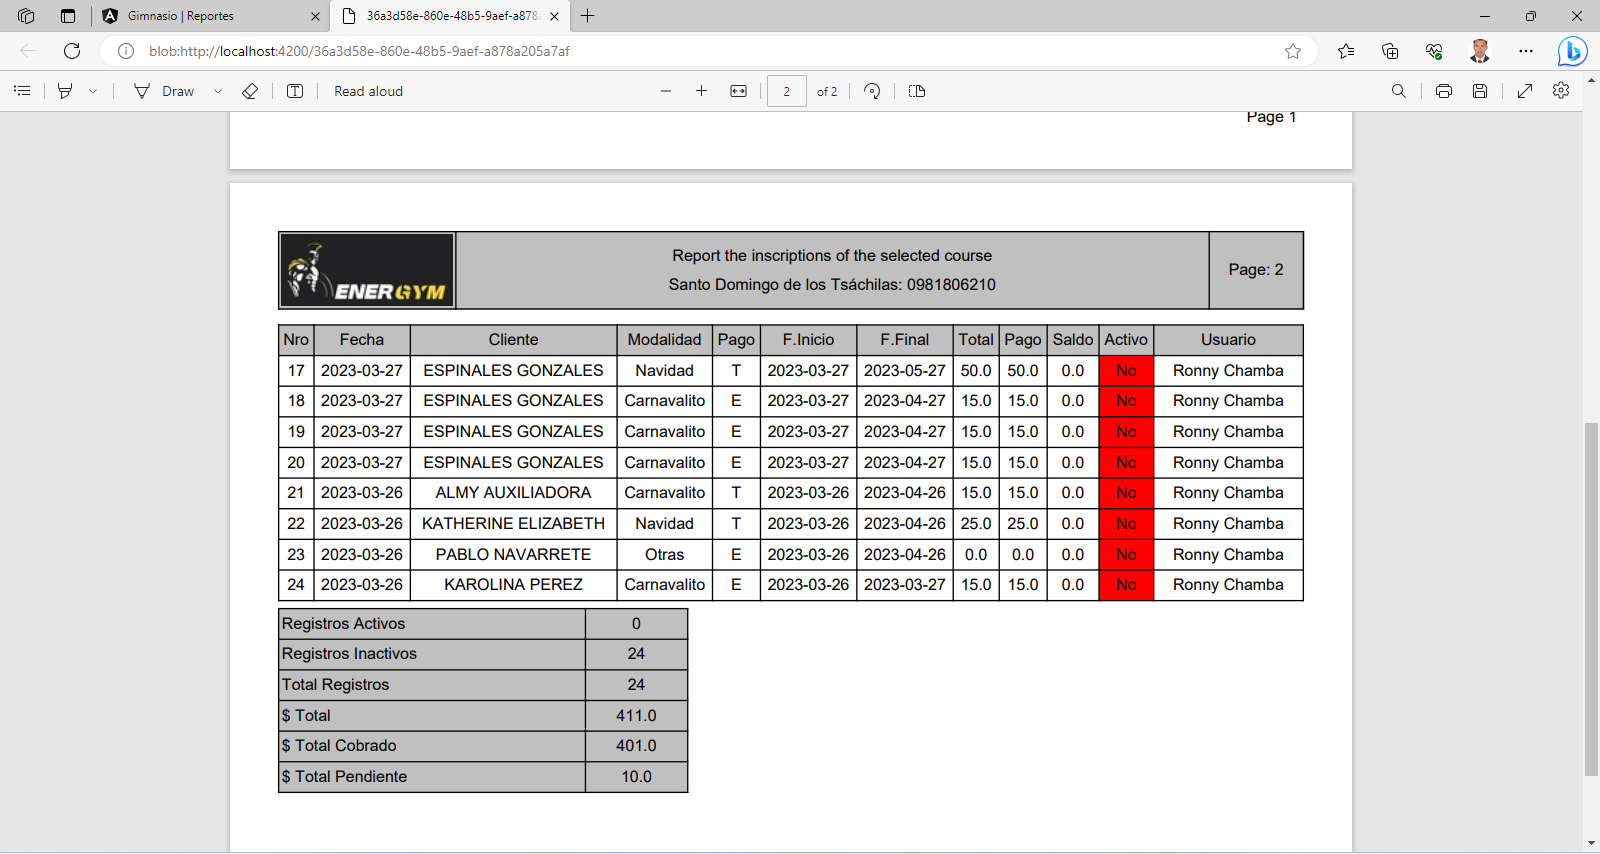 Gimnasio | Reportes
36a3d58e-860e-48b5-9aef-a878
blob:http://localhost:4200/36a3d58e-860e-48b5-9aef-a878a205a7af
Draw
Read aloud
2 of 2
Page 1
ENERGYM
Report the inscriptions of the selected course
Santo Domingo de los Tsáchilas: 0981806210
Page: 2
Nro Fecha Cliente Modalidad Pago F.Inicio F.Final Total Pago Saldo Activo Usuario
17 2023-03-27 ESPINALES GONZALES Navidad T 2023-03-27 2023-05-27 50.0 50.0 0.0 No Ronny Chamba
18 2023-03-27 ESPINALES GONZALES Carnavalito E 2023-03-27 2023-04-27 15.0 15.0 0.0 No Ronny Chamba
19 2023-03-27 ESPINALES GONZALES Carnavalito E 2023-03-27 2023-04-27 15.0 15.0 0.0 No Ronny Chamba
20 2023-03-27 ESPINALES GONZALES Carnavalito E 2023-03-27 2023-04-27 15.0 15.0 0.0 No Ronny Chamba
21 2023-03-26 ALMY AUXILIADORA Carnavalito T 2023-03-26 2023-04-26 15.0 15.0 0.0 No Ronny Chamba
22 2023-03-26 KATHERINE ELIZABETH Navidad T 2023-03-26 2023-04-26 25.0 25.0 0.0 No Ronny Chamba
23 2023-03-26 PABLO NAVARRETE Otras E 2023-03-26 2023-04-26 0.0 0.0 0.0 No Ronny Chamba
24 2023-03-26 KAROLINA PEREZ Carnavalito E 2023-03-26 2023-03-27 15.0 15.0 0.0 No Ronny Chamba
Registros Activos 0
Registros Inactivos 24
Total Registros 24
$ Total 411.0
$ Total Cobrado 401.0
$ Total Pendiente 10.0